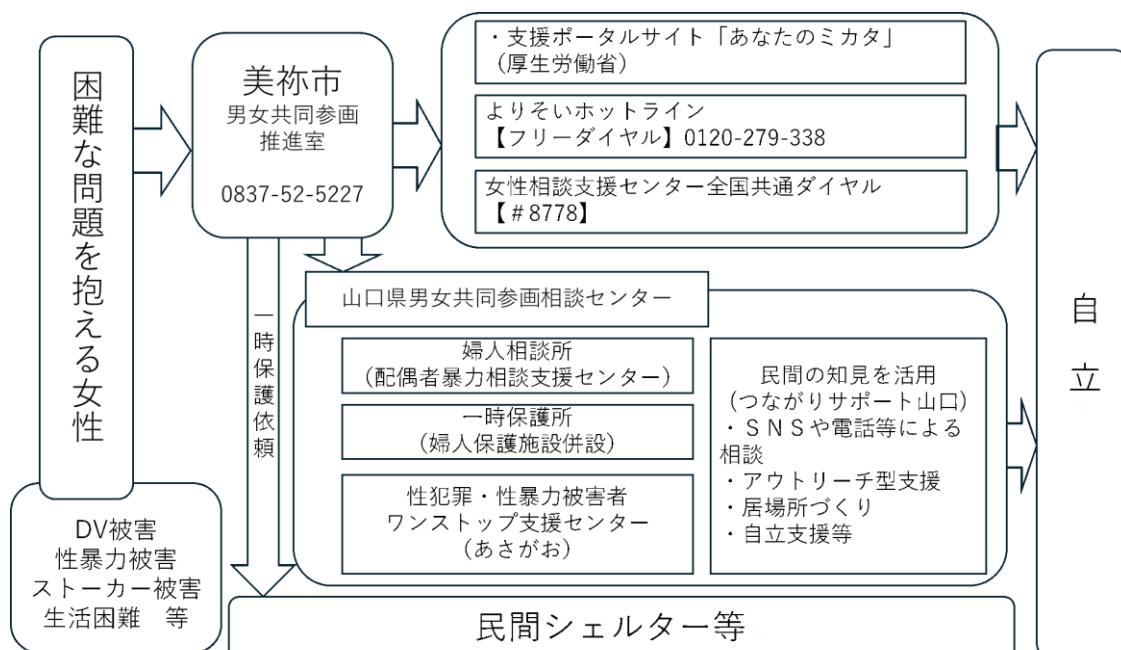 困難な問題を抱える女性
DV被害
性暴力被害
ストーカー被害
生活困難　等
美祢市
男女共同参画
推進室
0837-52-5227
・支援ポータルサイト「あなたのミカタ」
（厚生労働省）
よりそいホットライン
【フリーダイヤル】0120-279-338
女性相談支援センター全国共通ダイヤル
【＃8778】
一時保護依頼
山口県男女共同参画相談センター
婦人相談所
（配偶者暴力相談支援センター）
一時保護所
（婦人保護施設併設）
性犯罪・性暴力被害者
ワンストップ支援センター
（あさがお）
民間の知見を活用
（つながりサポート山口）
・ＳＮＳや電話等による
相談
・アウトリーチ型支援
・居場所づくり
・自立支援等
民間シェルター等
自　立